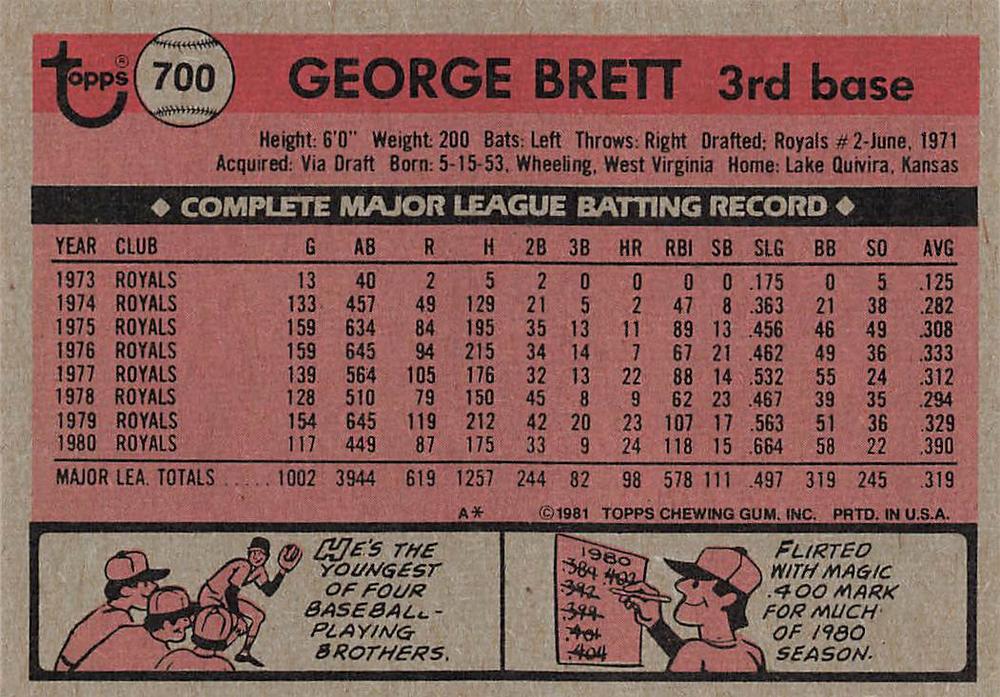 topps® 700 GEORGE BRETT 3rd base
Height: 6'0" Weight: 200 Bats: Left Throws: Right Drafted: Royals #2-June, 1971
Acquired: Via Draft Born: 5-15-53, Wheeling, West Virginia Home: Lake Quivira, Kansas
◆ COMPLETE MAJOR LEAGUE BATTING RECORD ◆
YEAR CLUB G AB R H 2B 3B HR RBI SB SLG BB SO AVG
1973 ROYALS 13 40 2 5 2 0 0 0 0 .175 0 5 .125
1974 ROYALS 133 457 49 129 21 5 2 47 8 .363 21 38 .282
1975 ROYALS 159 634 84 195 35 13 11 89 13 .456 46 49 .308
1976 ROYALS 159 645 94 215 34 14 7 67 21 .462 49 36 .333
1977 ROYALS 139 564 105 176 32 13 22 88 14 .532 55 24 .312
1978 ROYALS 128 510 79 150 45 8 9 62 23 .467 39 35 .294
1979 ROYALS 154 645 119 212 42 20 23 107 17 .563 51 36 .329
1980 ROYALS 117 449 87 175 33 9 24 118 15 .664 58 22 .390
MAJOR LEA. TOTALS ..... 1002 3944 619 1257 244 82 98 578 111 .497 319 245 .319
A* ©1981 TOPPS CHEWING GUM, INC. PRTD. IN U.S.A.
HE'S THE
YOUNGEST
OF FOUR
BASEBALL-
PLAYING
BROTHERS.
1980
.384 .402
.392
.399
.401
.404
FLIRTED
WITH MAGIC
.400 MARK
FOR MUCH
OF 1980
SEASON.